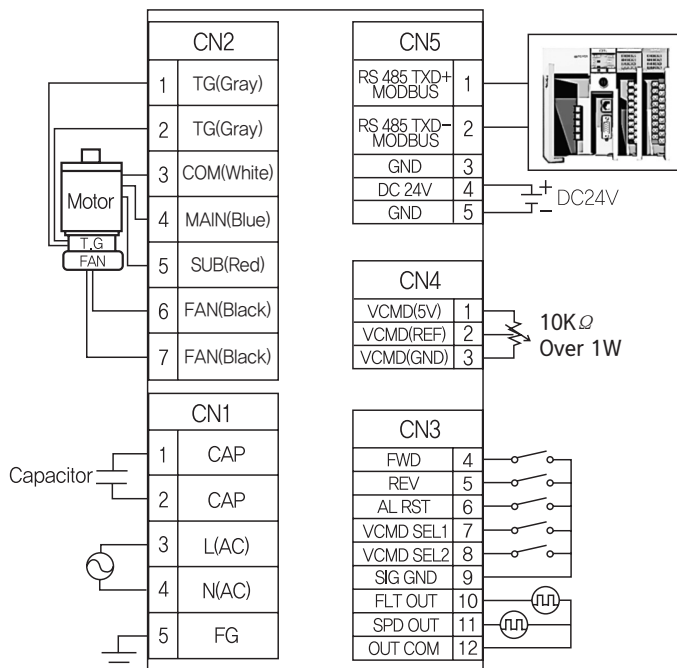 CN2
1 TG(Gray)
2 TG(Gray)
3 COM(White)
4 MAIN(Blue)
5 SUB(Red)
6 FAN(Black)
7 FAN(Black)
Motor
T.G
FAN
CN1
1 CAP
2 CAP
3 L(AC)
4 N(AC)
5 FG
Capacitor
CN5
RS 485 TXD+
MODBUS 1
RS 485 TXD-
MODBUS 2
GND 3
DC 24V 4
GND 5
+
DC24V
−
CN4
VCMD(5V) 1
VCMD(REF) 2
VCMD(GND) 3
10KΩ
Over 1W
CN3
FWD 4
REV 5
AL RST 6
VCMD SEL1 7
VCMD SEL2 8
SIG GND 9
FLT OUT 10
SPD OUT 11
OUT COM 12